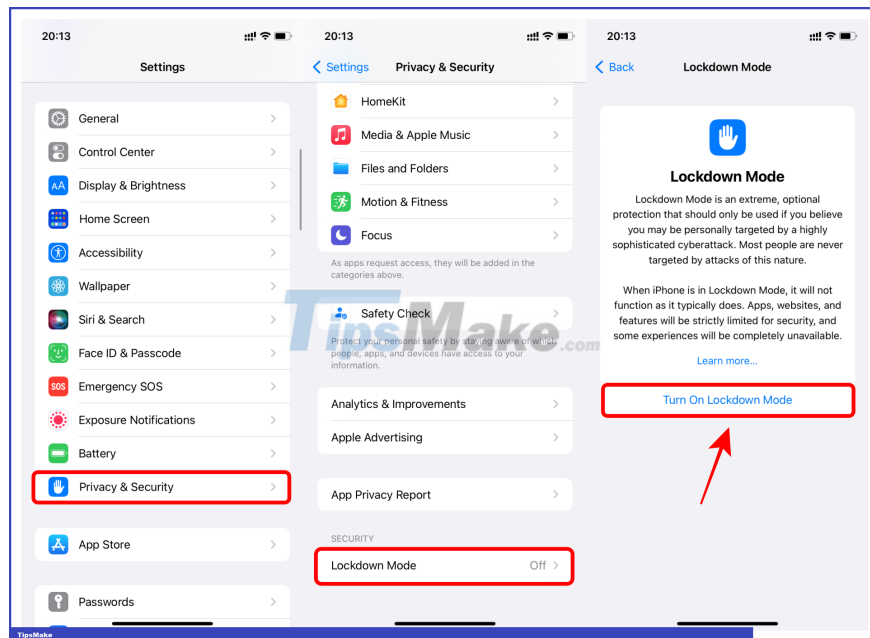 20:13
Settings
General
Control Center
AA
Display & Brightness
Home Screen
Accessibility
Wallpaper
Siri & Search
Face ID & Passcode
SOS
Emergency SOS
Exposure Notifications
Battery
Privacy & Security
App Store
Passwords
20:13
Settings
Privacy & Security
HomeKit
Media & Apple Music
Files and Folders
Motion & Fitness
Focus
As apps request access, they will be added in the
categories above.
Safety Check
Protect your personal safety by staying aware of which
people, apps, and devices have access to your
information.
Analytics & Improvements
Apple Advertising
App Privacy Report
SECURITY
Lockdown Mode
Off
20:13
Back
Lockdown Mode
Lockdown Mode
Lockdown Mode is an extreme, optional
protection that should only be used if you believe
you may be personally targeted by a highly
sophisticated cyberattack. Most people are never
targeted by attacks of this nature.
When iPhone is in Lockdown Mode, it will not
function as it typically does. Apps, websites, and
features will be strictly limited for security, and
some experiences will be completely unavailable.
Learn more...
Turn On Lockdown Mode
TipsMake.com
TipsMake